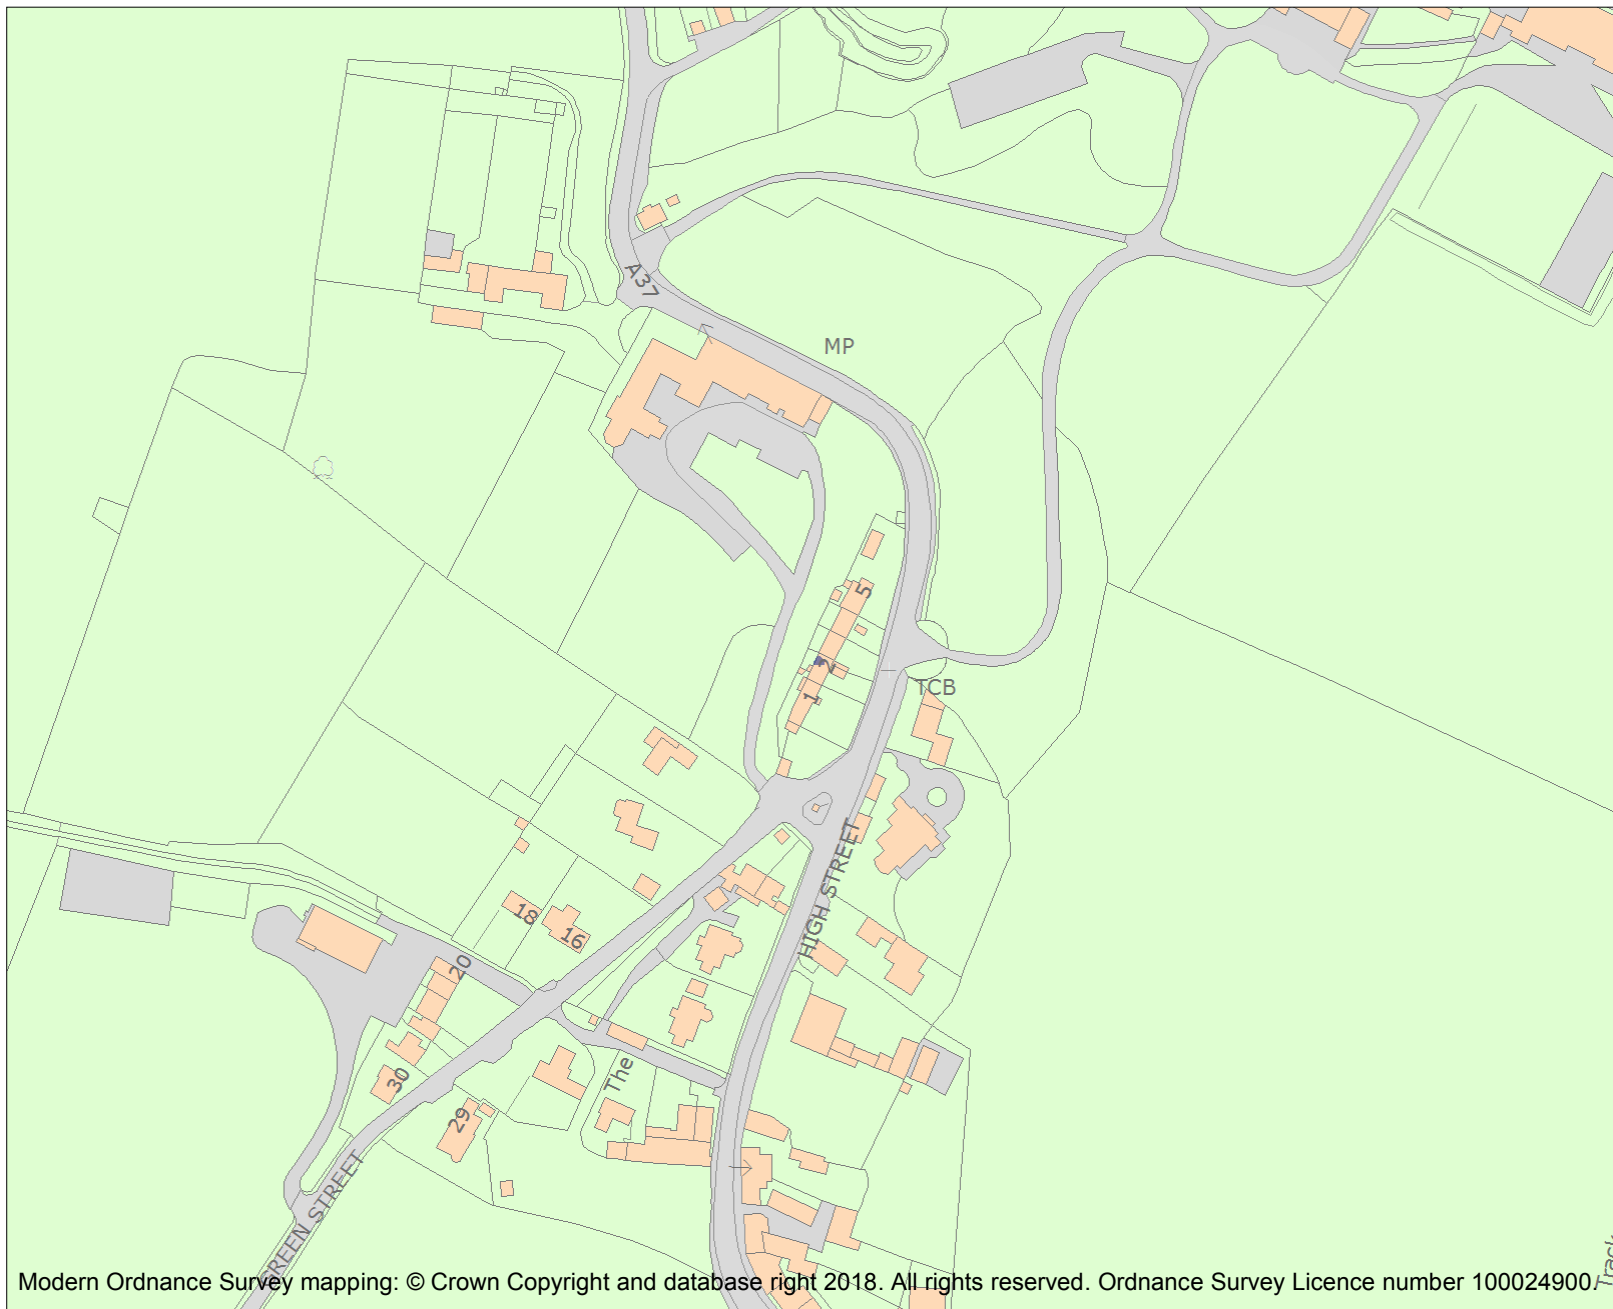 A37
MP
5
2
1
TCB
HIGH STREET
18
16
20
The
30
29
GREEN STREET
Track
Modern Ordnance Survey mapping: © Crown Copyright and database right 2018. All rights reserved. Ordnance Survey Licence number 100024900.